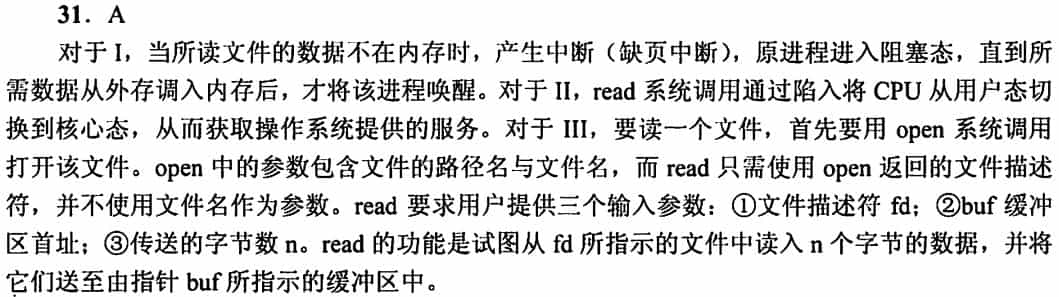 31. A
对于 I，当所读文件的数据不在内存时，产生中断（缺页中断），原进程进入阻塞态，直到所
需数据从外存调入内存后，才将该进程唤醒。对于 II，read 系统调用通过陷入将 CPU 从用户态切
换到核心态，从而获取操作系统提供的服务。对于 III，要读一个文件，首先要用 open 系统调用
打开该文件。open 中的参数包含文件的路径名与文件名，而 read 只需使用 open 返回的文件描述
符，并不使用文件名作为参数。read 要求用户提供三个输入参数：①文件描述符 fd；②buf 缓冲
区首址；③传送的字节数 n。read 的功能是试图从 fd 所指示的文件中读入 n 个字节的数据，并将
它们送至由指针 buf 所指示的缓冲区中。